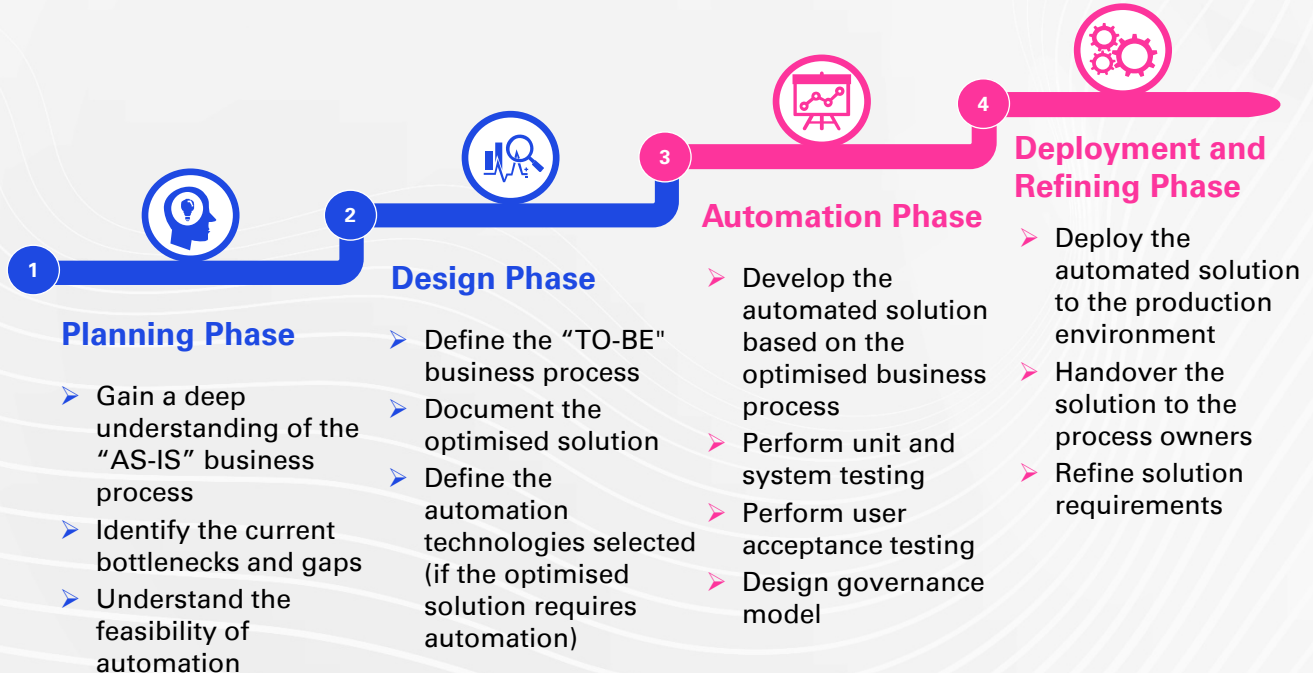 1
Planning Phase
➢ Gain a deep
understanding of the
“AS-IS” business
process
➢ Identify the current
bottlenecks and gaps
➢ Understand the
feasibility of
automation
2
Design Phase
➢ Define the “TO-BE"
business process
➢ Document the
optimised solution
➢ Define the
automation
technologies selected
(if the optimised
solution requires
automation)
3
Automation Phase
➢ Develop the
automated solution
based on the
optimised business
process
➢ Perform unit and
system testing
➢ Perform user
acceptance testing
➢ Design governance
model
4
Deployment and
Refining Phase
➢ Deploy the
automated solution
to the production
environment
➢ Handover the
solution to the
process owners
➢ Refine solution
requirements